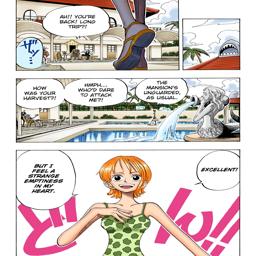 AH!! YOU'RE
BACK! LONG
TRIP?!
THE
MANSION'S
UNGUARDED,
AS USUAL.
HMPH...
WHO'D DARE
TO ATTACK
ME?!
HOW
WAS YOUR
HARVEST?!
EXCELLENT!
BUT I
FEEL A
STRANGE
EMPTINESS
IN MY
HEART.